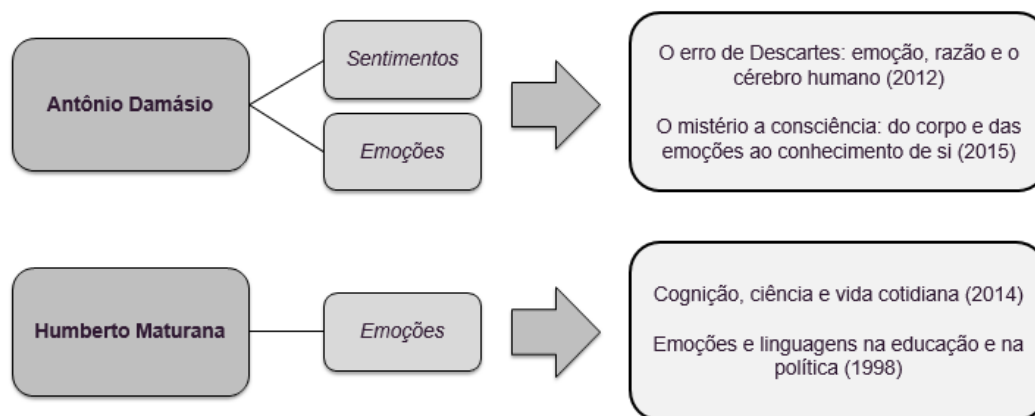 Antônio Damásio
Sentimentos
Emoções
O erro de Descartes: emoção, razão e o
cérebro humano (2012)
O mistério a consciência: do corpo e das
emoções ao conhecimento de si (2015)
Humberto Maturana
Emoções
Cognição, ciência e vida cotidiana (2014)
Emoções e linguagens na educação e na
política (1998)